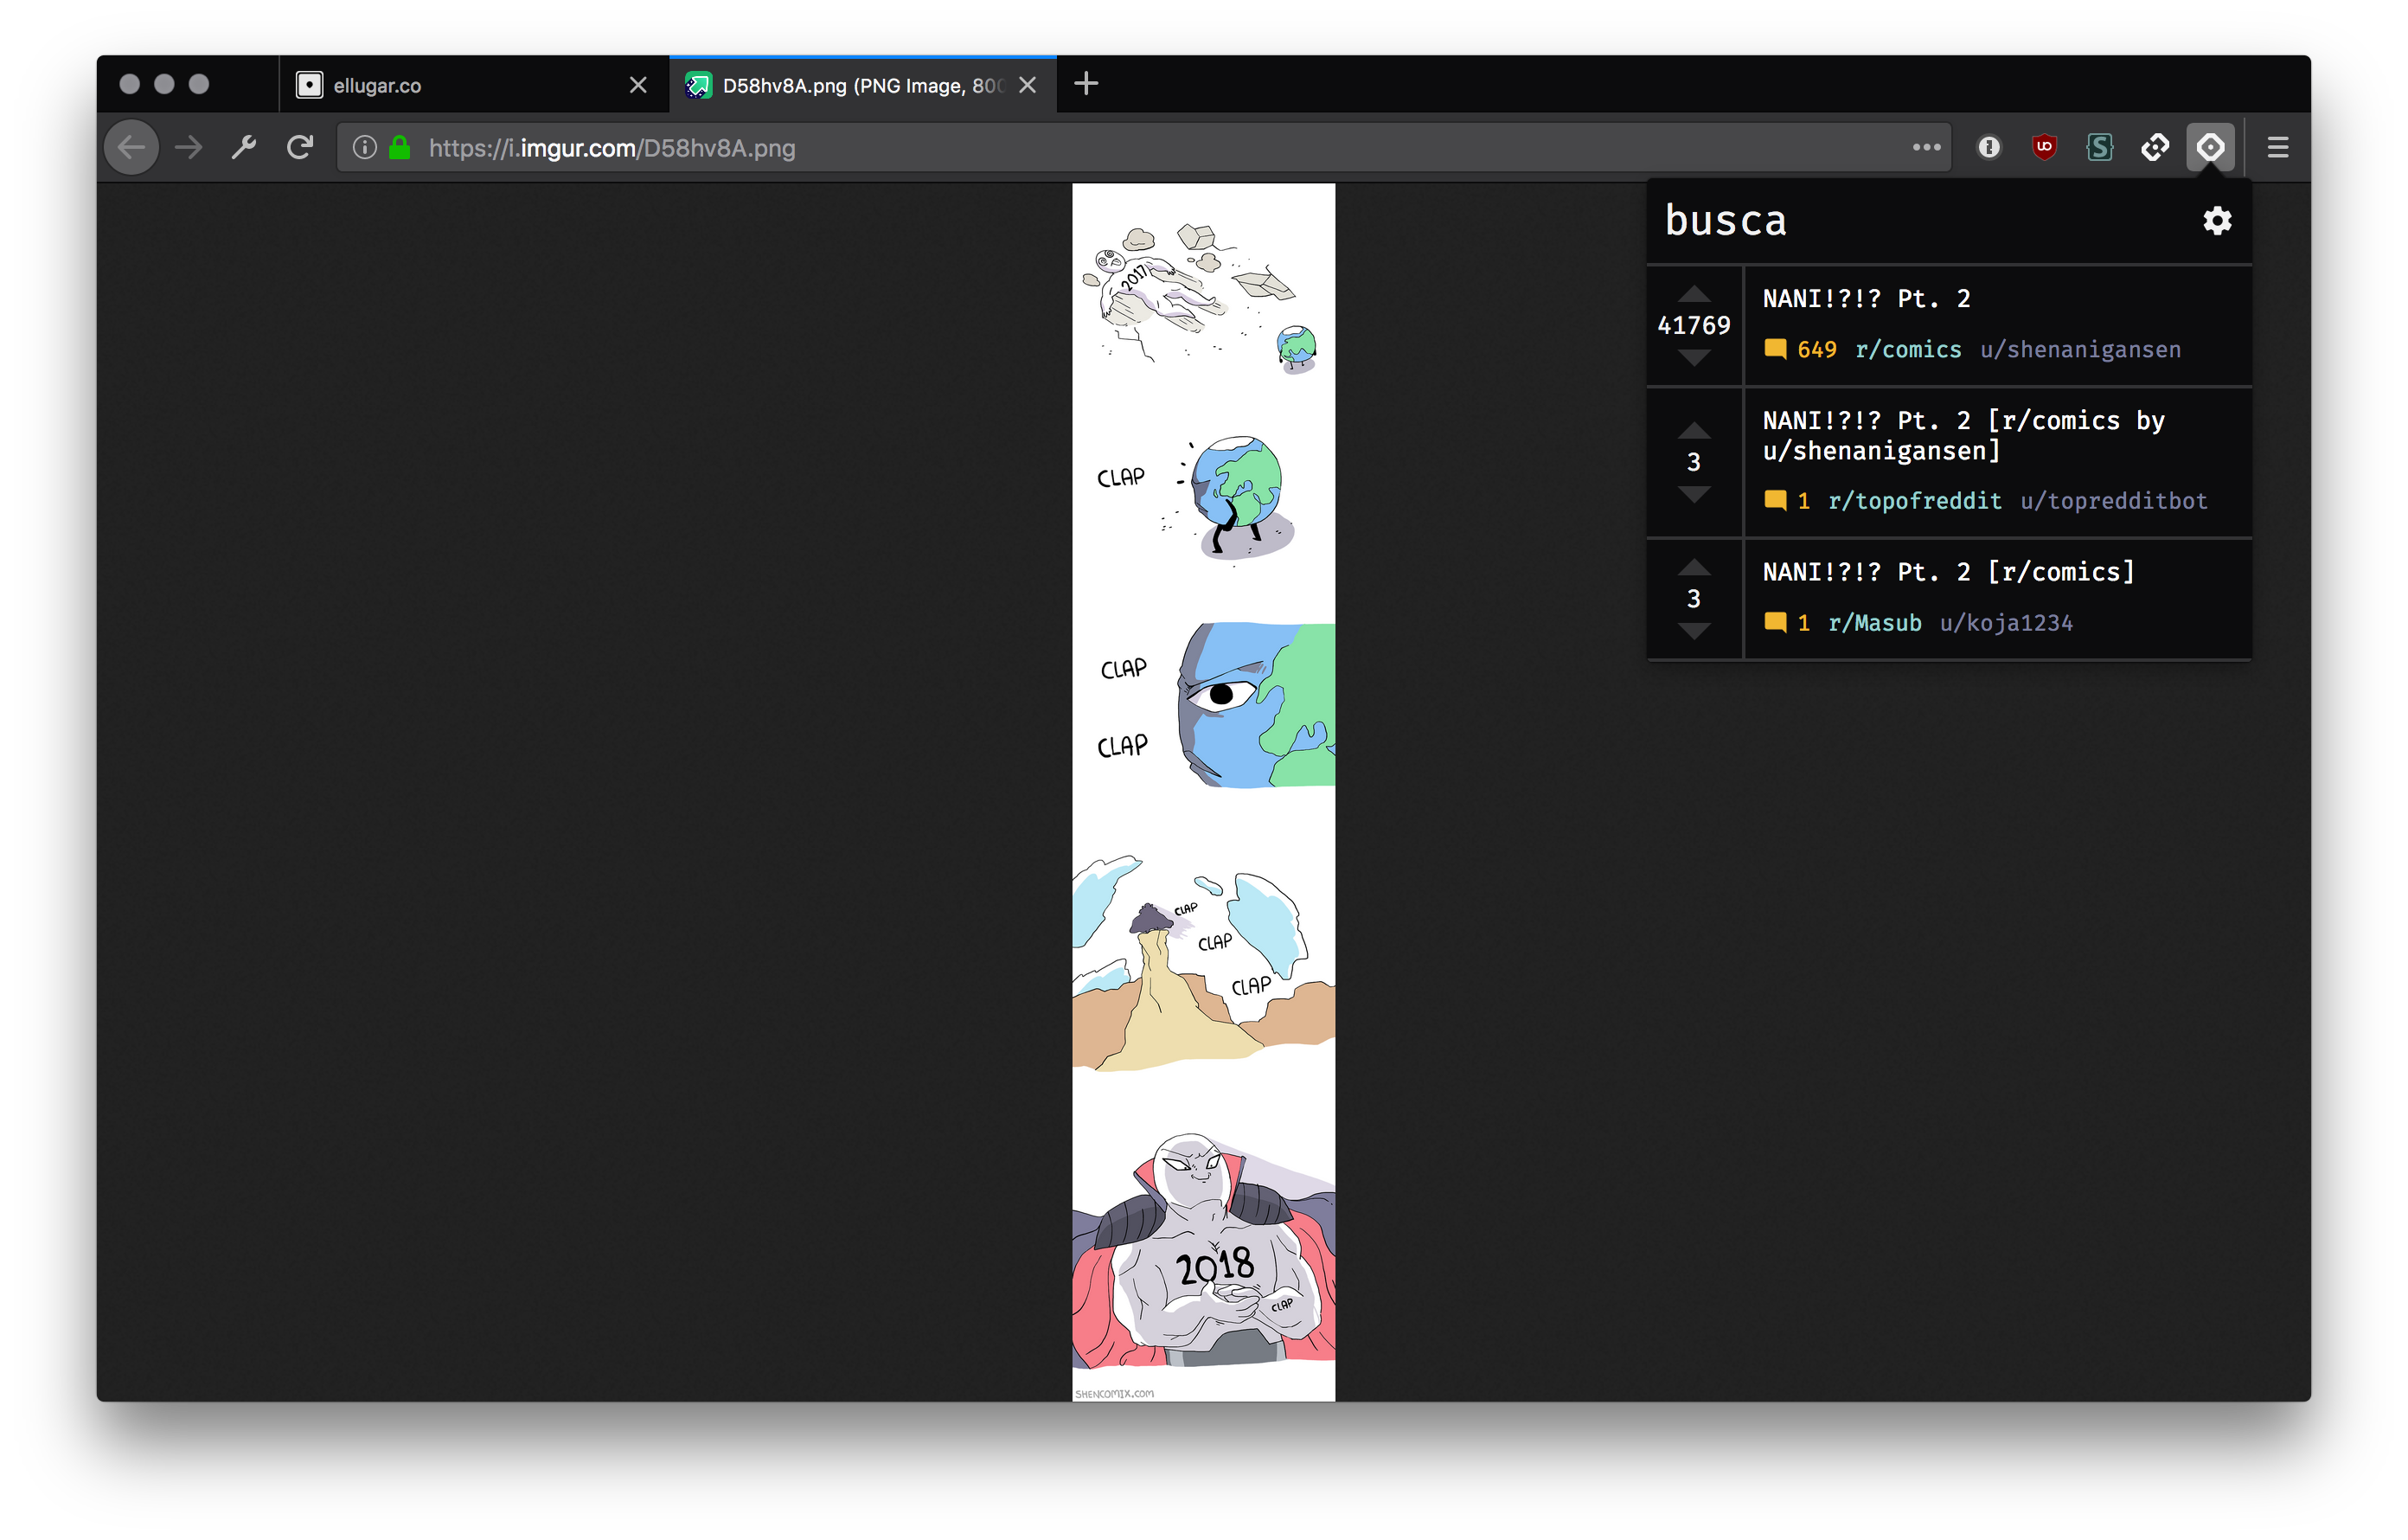 ellugar.co
D58hv8A.png (PNG Image, 800
https://i.imgur.com/D58hv8A.png
busca
41769
NANI!?!? Pt. 2
649 r/comics u/shenanigansen
3
NANI!?!? Pt. 2 [r/comics by
u/shenanigansen]
1 r/topofreddit u/topredditbot
3
NANI!?!? Pt. 2 [r/comics]
1 r/Masub u/koja1234
2017
CLAP
CLAP
CLAP
CLAP
CLAP
CLAP
2018
CLAP
SHENCOMIX.COM